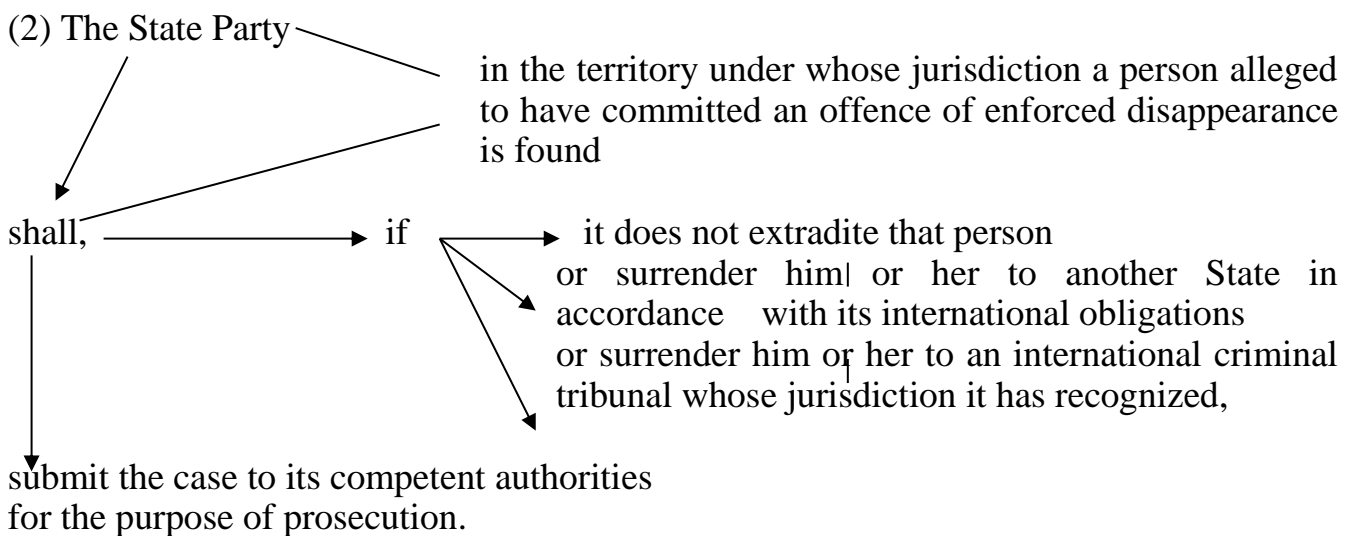 (2) The State Party
in the territory under whose jurisdiction a person alleged
to have committed an offence of enforced disappearance
is found
shall, if it does not extradite that person
or surrender him or her to another State in
accordance with its international obligations
or surrender him or her to an international criminal
tribunal whose jurisdiction it has recognized,
submit the case to its competent authorities
for the purpose of prosecution.